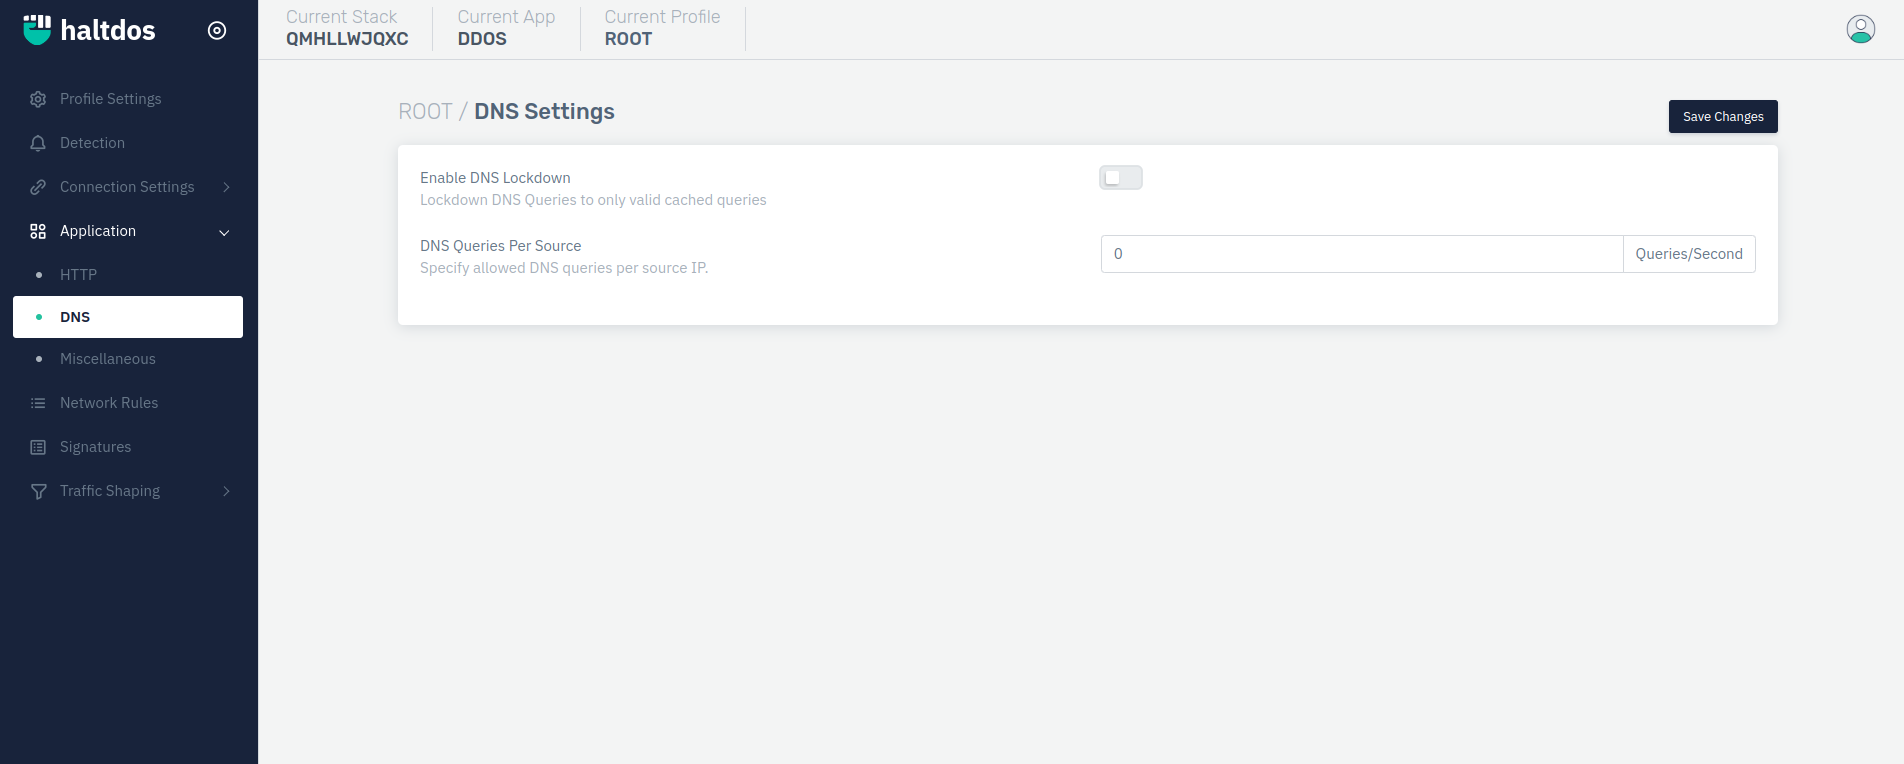 haltdos
Current Stack
QMHLLWJQXC
Current App
DDOS
Current Profile
ROOT
Profile Settings
Detection
Connection Settings
Application
HTTP
DNS
Miscellaneous
Network Rules
Signatures
Traffic Shaping
ROOT / DNS Settings
Save Changes
Enable DNS Lockdown
Lockdown DNS Queries to only valid cached queries
DNS Queries Per Source
Specify allowed DNS queries per source IP.
0 Queries/Second